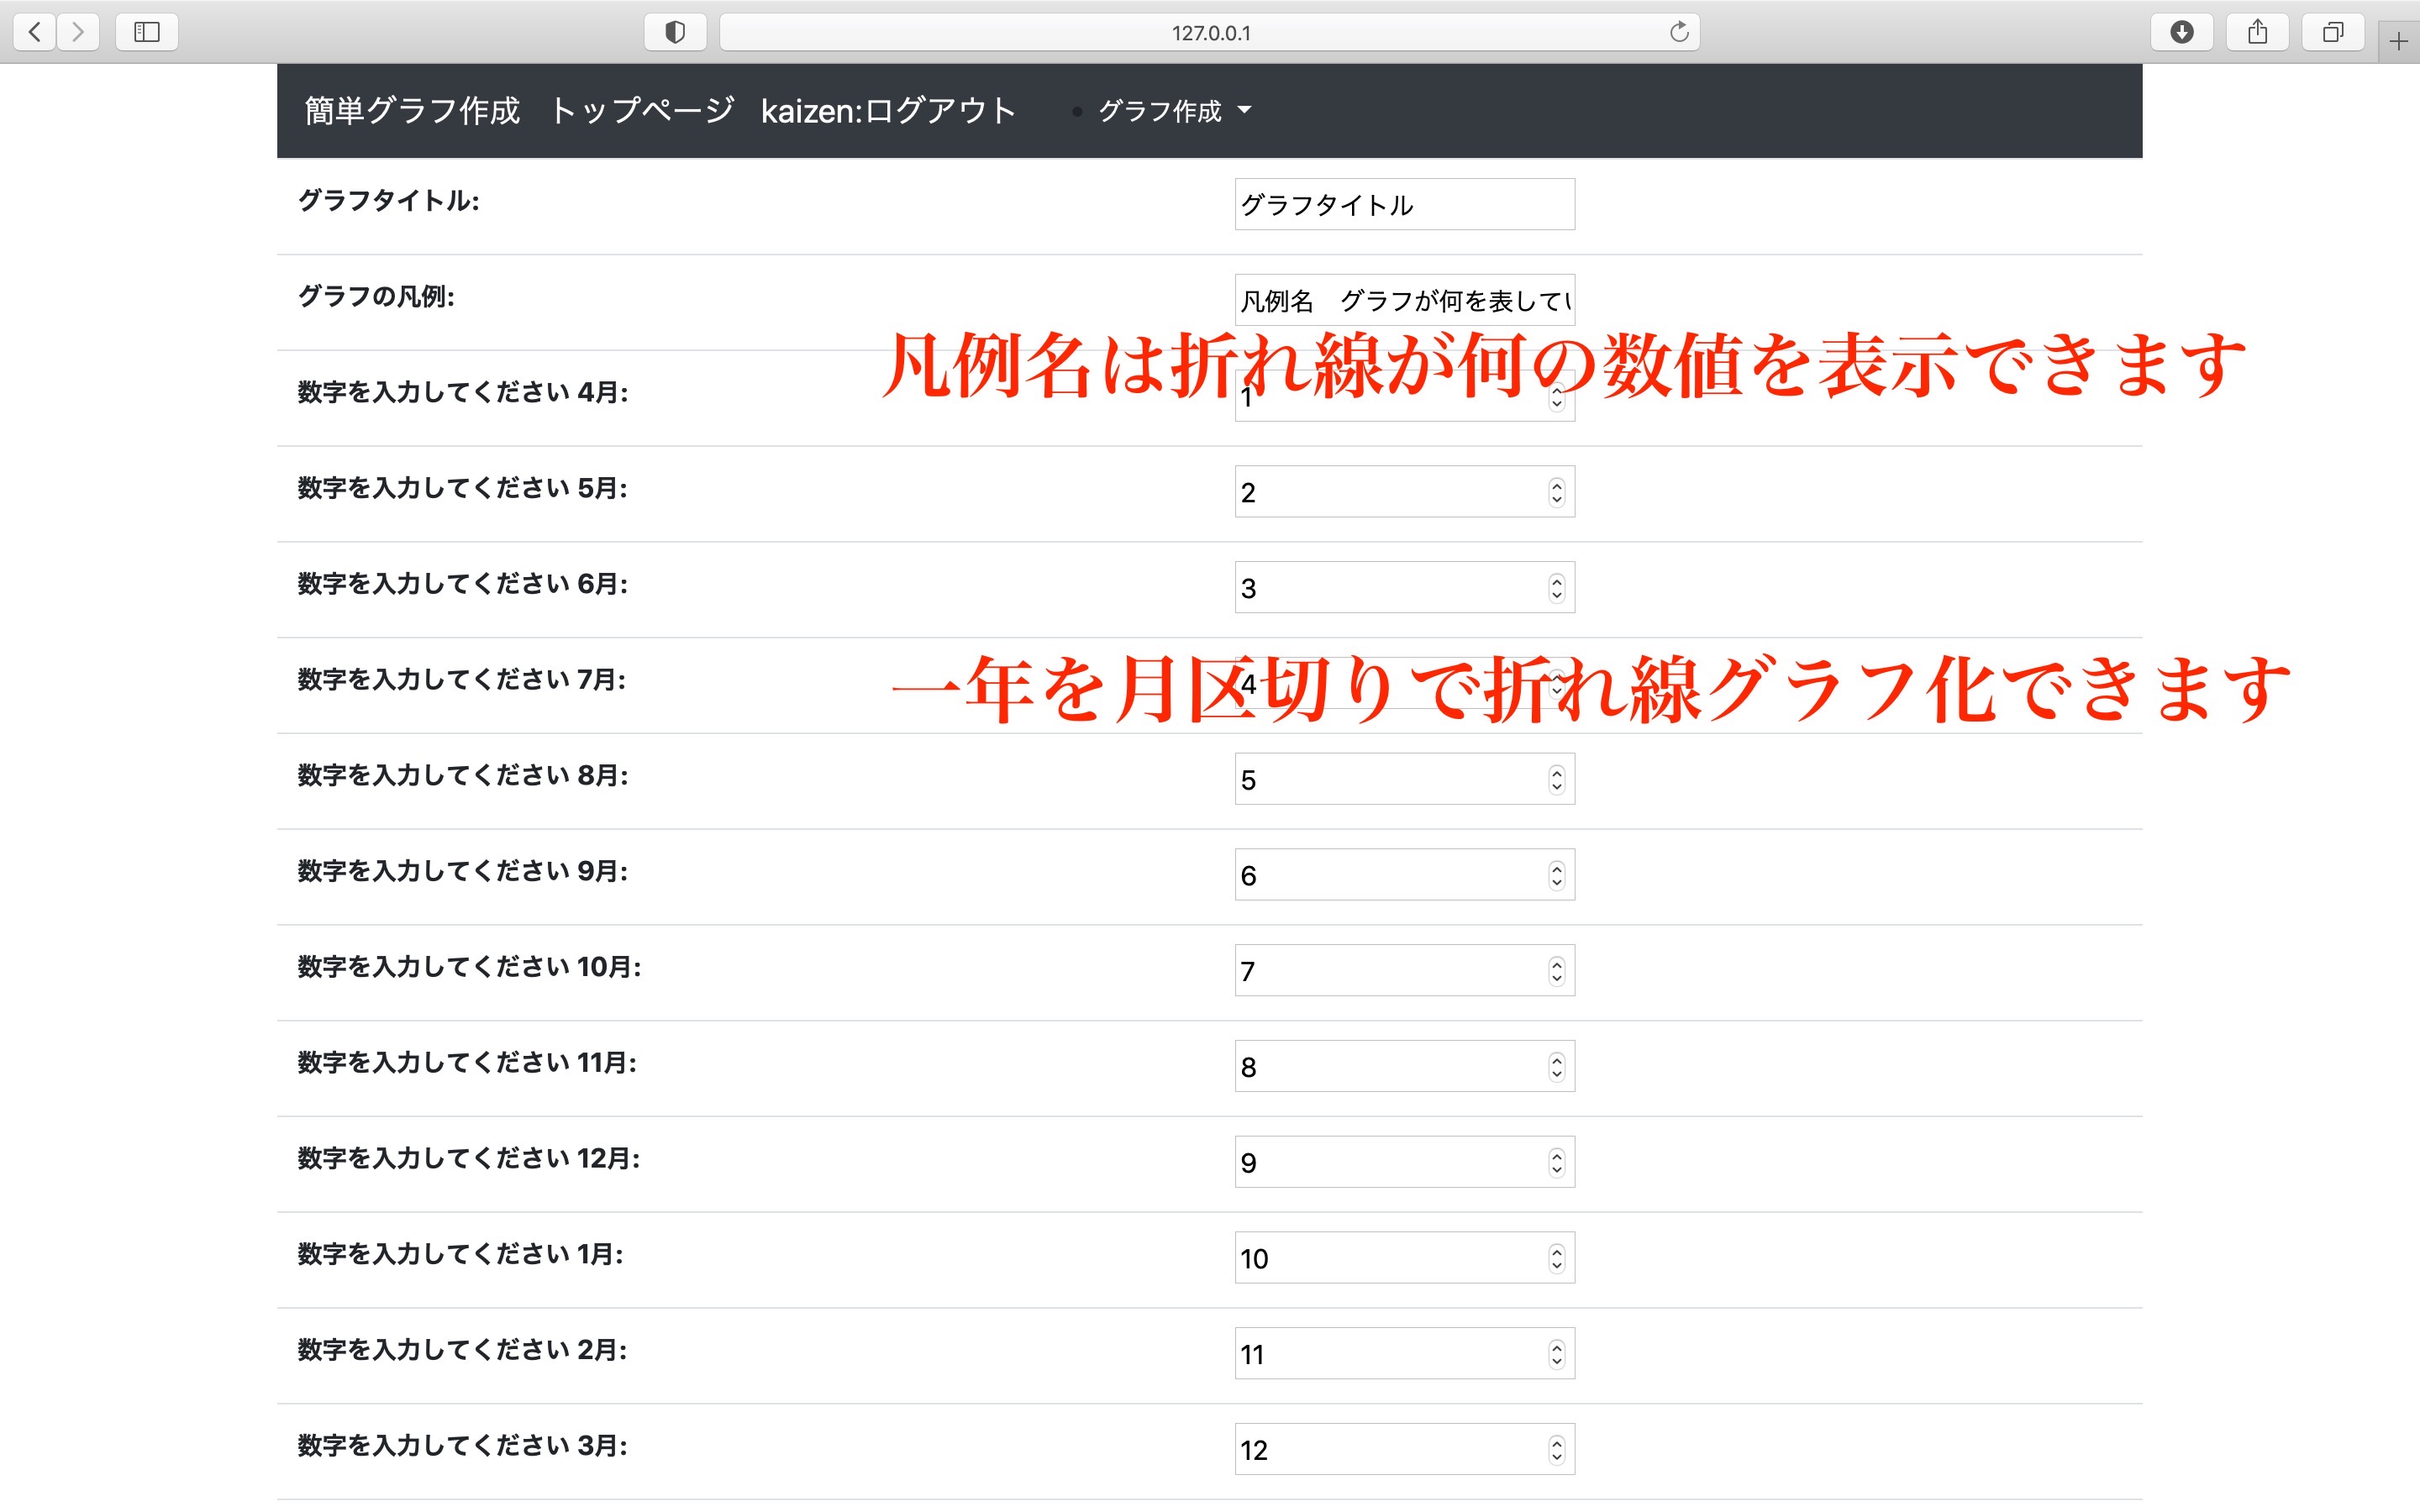 127.0.0.1
簡単グラフ作成 トップページ kaizen:ログアウト グラフ作成
グラフタイトル: グラフタイトル
グラフの凡例: 凡例名　グラフが何を表してい
凡例名は折れ線が何の数値を表示できます
数字を入力してください 4月: 1
数字を入力してください 5月: 2
数字を入力してください 6月: 3
数字を入力してください 7月: 4
一年を月区切りで折れ線グラフ化できます
数字を入力してください 8月: 5
数字を入力してください 9月: 6
数字を入力してください 10月: 7
数字を入力してください 11月: 8
数字を入力してください 12月: 9
数字を入力してください 1月: 10
数字を入力してください 2月: 11
数字を入力してください 3月: 12